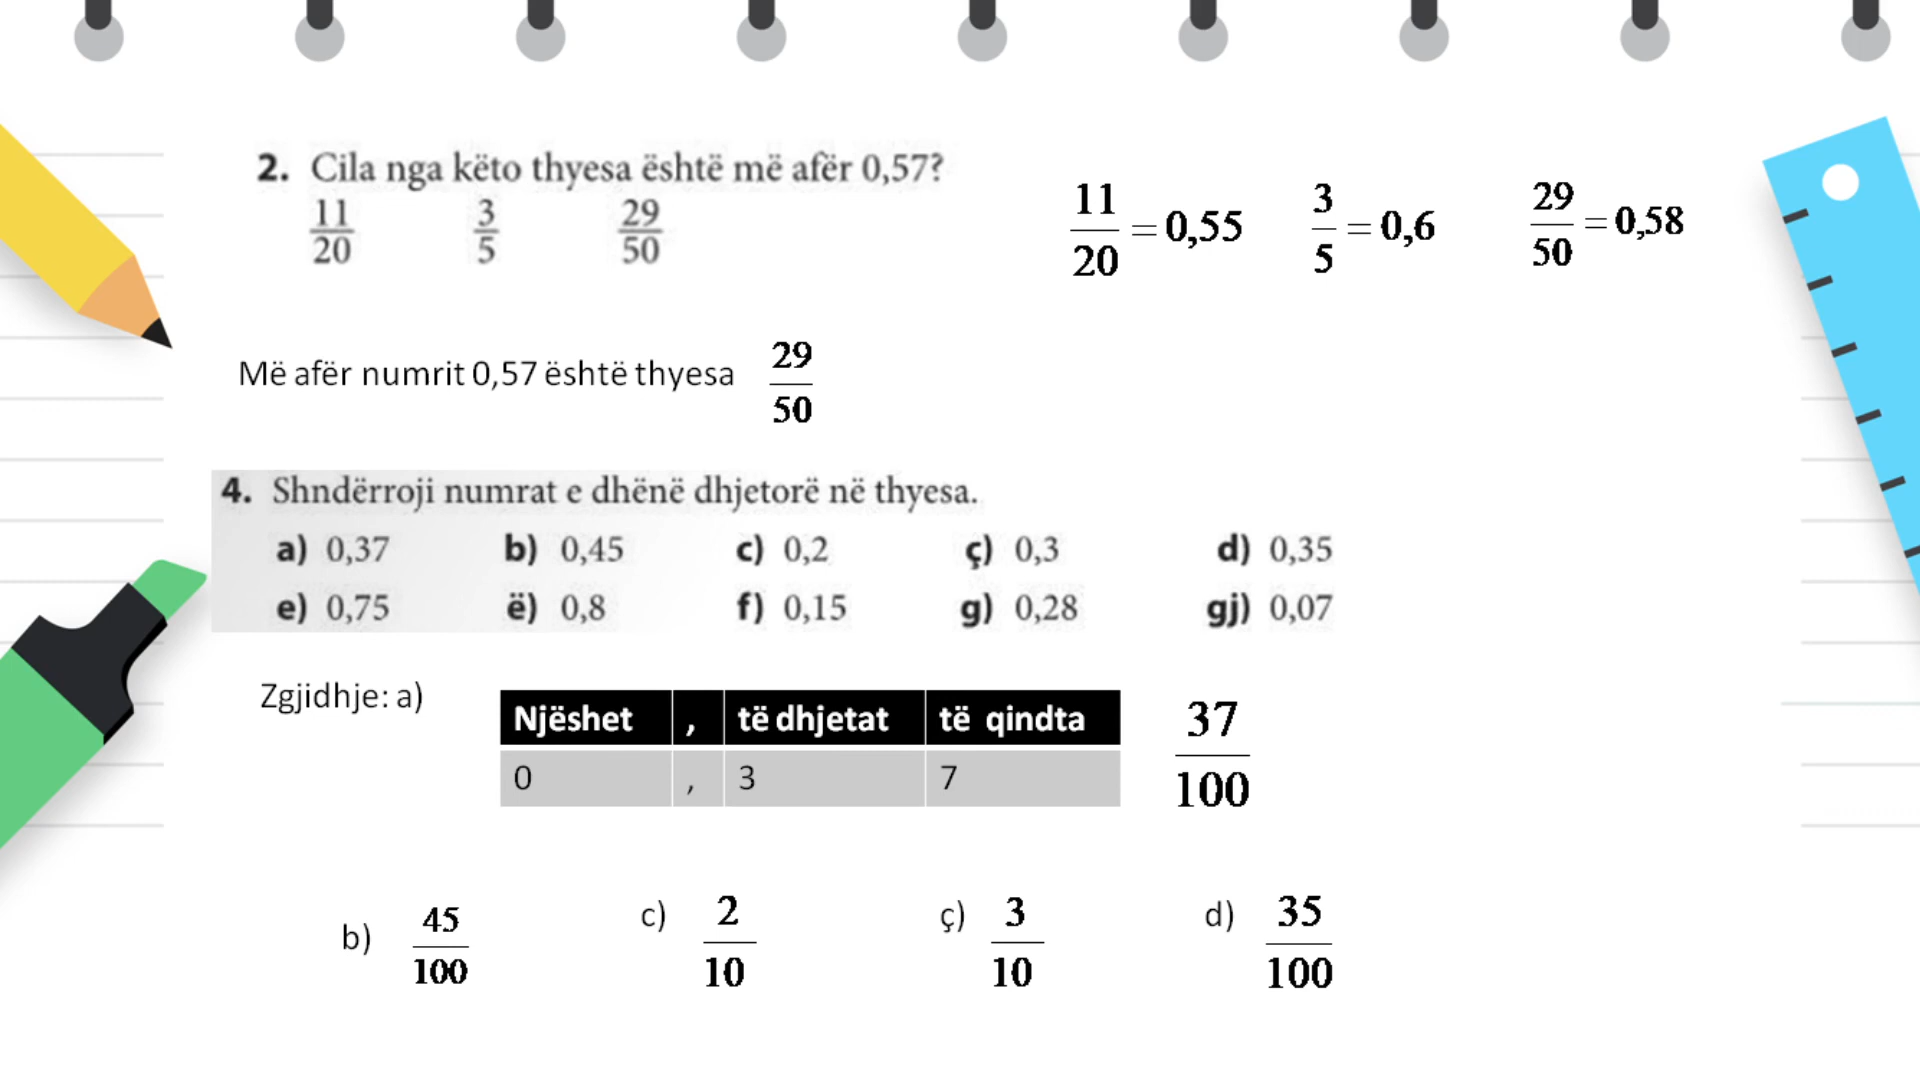 2. Cila nga këto thyesa është më afër 0,57?
11/20 3/5 29/50
11/20 = 0,55 3/5 = 0,6 29/50 = 0,58
Më afër numrit 0,57 është thyesa 29/50
4. Shndërroji numrat e dhënë dhjetorë në thyesa.
a) 0,37 b) 0,45 c) 0,2 ç) 0,3 d) 0,35
e) 0,75 ë) 0,8 f) 0,15 g) 0,28 gj) 0,07
Zgjidhje: a)
Njëshet , të dhjetat të qindta
0 , 3 7
37/100
b) 45/100 c) 2/10 ç) 3/10 d) 35/100